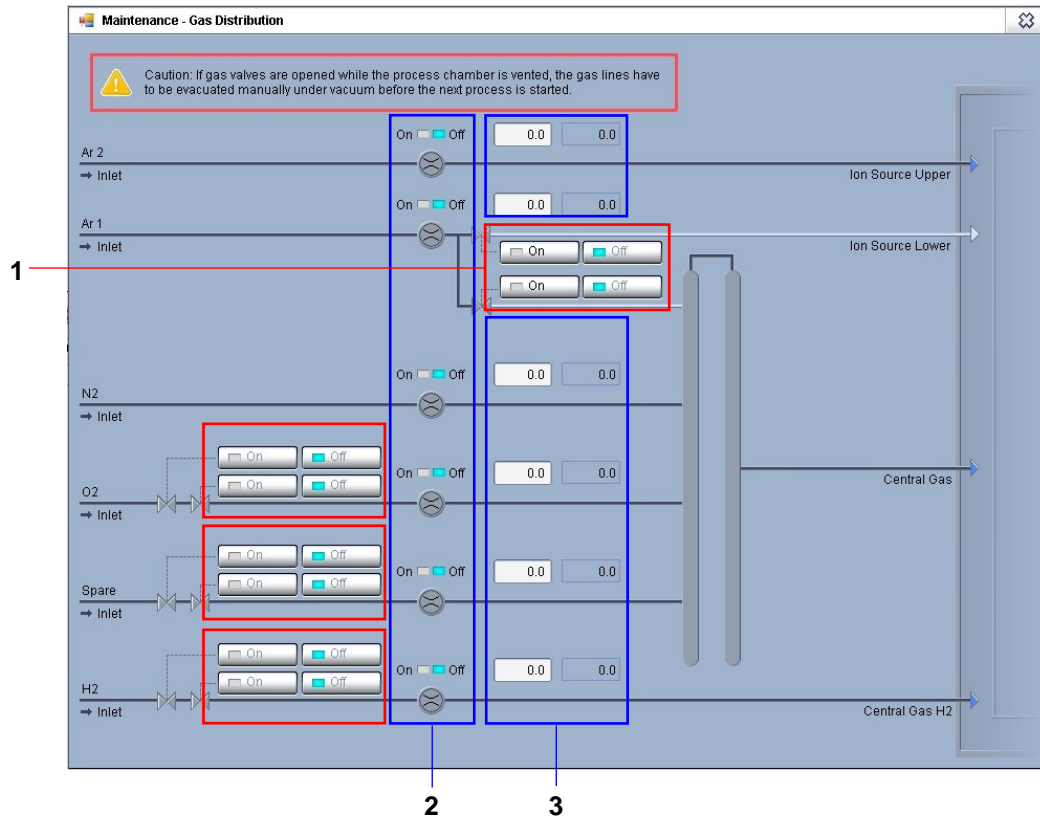 Maintenance - Gas Distribution
Caution: If gas valves are opened while the process chamber is vented, the gas lines have
to be evacuated manually under vacuum before the next process is started.
On Off 0.0 0.0
Ar 2
→ Inlet
Ion Source Upper
On Off 0.0 0.0
Ar 1
→ Inlet
Ion Source Lower
On Off
1
On Off
On Off 0.0 0.0
N2
→ Inlet
On Off
On Off 0.0 0.0
On Off
Central Gas
O2
→ Inlet
On Off
On Off 0.0 0.0
On Off
Spare
→ Inlet
On Off
On Off 0.0 0.0
On Off
H2
→ Inlet
Central Gas H2
2
3